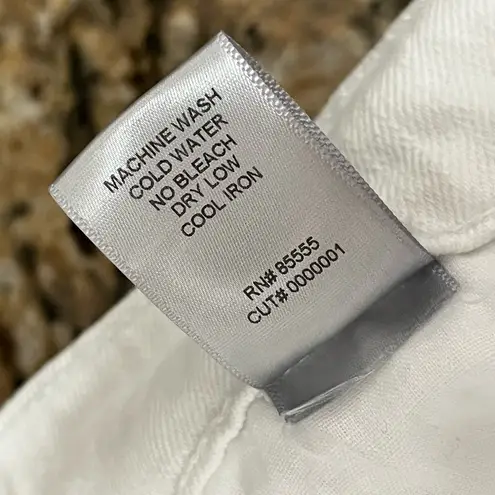 MACHINE WASH
COLD WATER
NO BLEACH
DRY LOW
COOL IRON
RN# 85555
CUT# 0000001